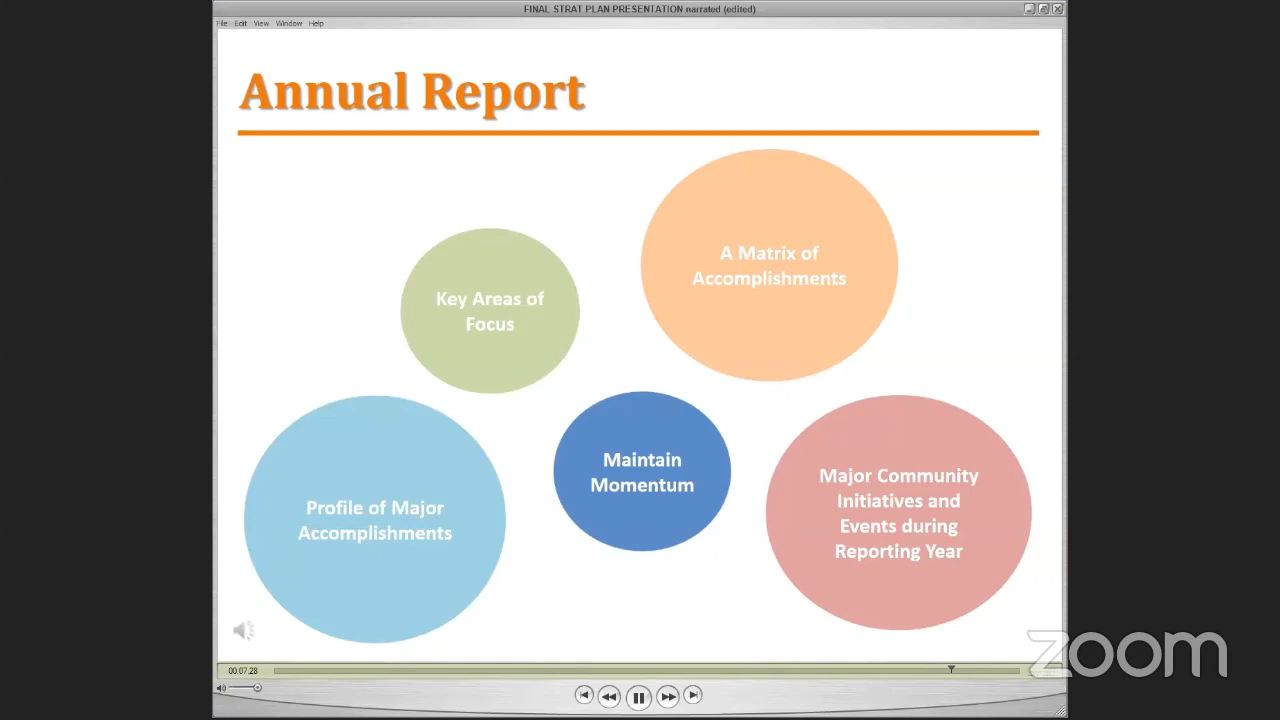 FINAL STRAT PLAN PRESENTATION narrated (edited)
File Edit View Window Help
Annual Report
A Matrix of
Accomplishments
Key Areas of
Focus
Maintain
Momentum
Major Community
Initiatives and
Events during
Reporting Year
Profile of Major
Accomplishments
00:07:28
zoom